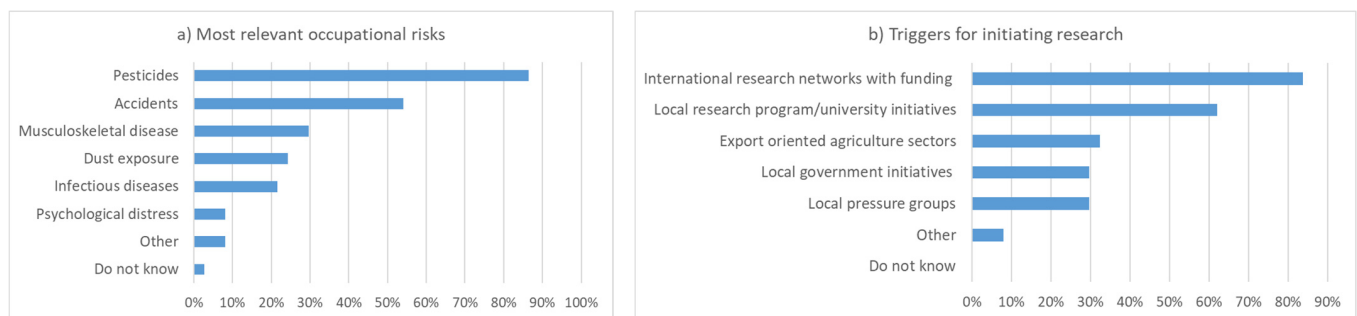 a) Most relevant occupational risks
Pesticides
Accidents
Musculoskeletal disease
Dust exposure
Infectious diseases
Psychological distress
Other
Do not know
0% 10% 20% 30% 40% 50% 60% 70% 80% 90% 100%
b) Triggers for initiating research
International research networks with funding
Local research program/university initiatives
Export oriented agriculture sectors
Local government initiatives
Local pressure groups
Other
Do not know
0% 10% 20% 30% 40% 50% 60% 70% 80% 90%